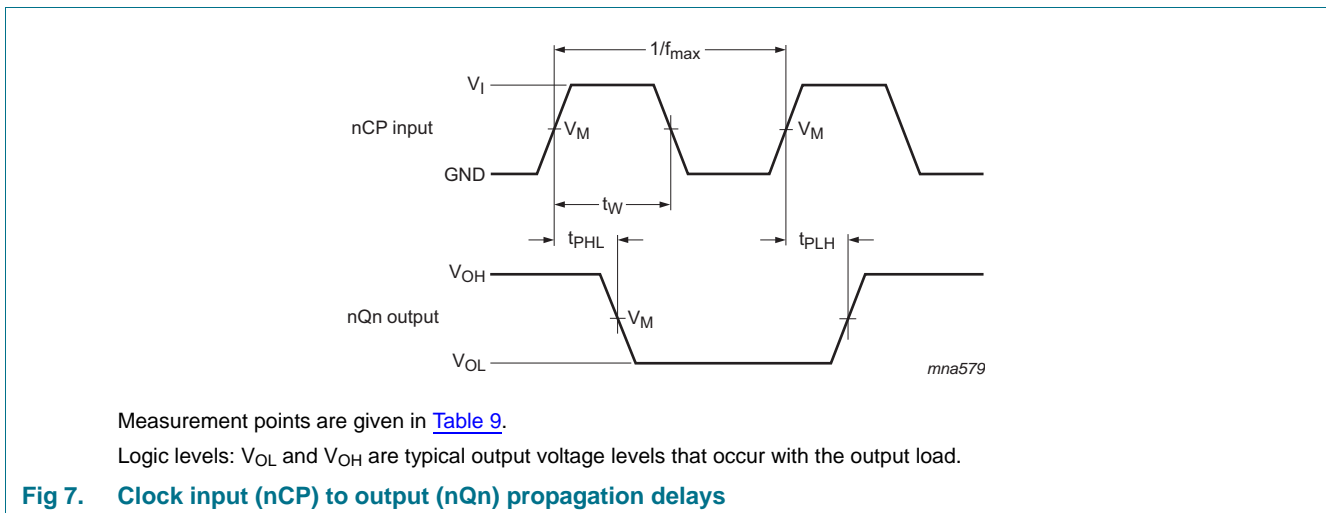 1/fmax
VI
nCP input
VM
VM
GND
tW
tPHL
tPLH
VOH
nQn output
VM
VOL
mna579
Measurement points are given in Table 9.
Logic levels: VOL and VOH are typical output voltage levels that occur with the output load.
Fig 7. Clock input (nCP) to output (nQn) propagation delays